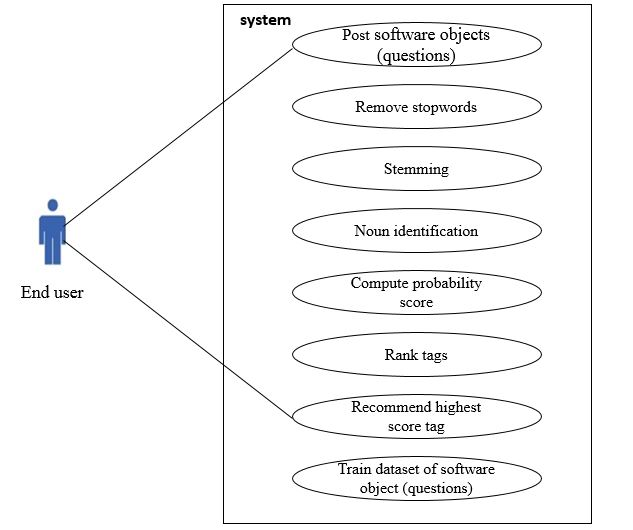 system
Post software objects
(questions)
Remove stopwords
Stemming
Noun identification
End user
Compute probability
score
Rank tags
Recommend highest
score tag
Train dataset of software
object (questions)